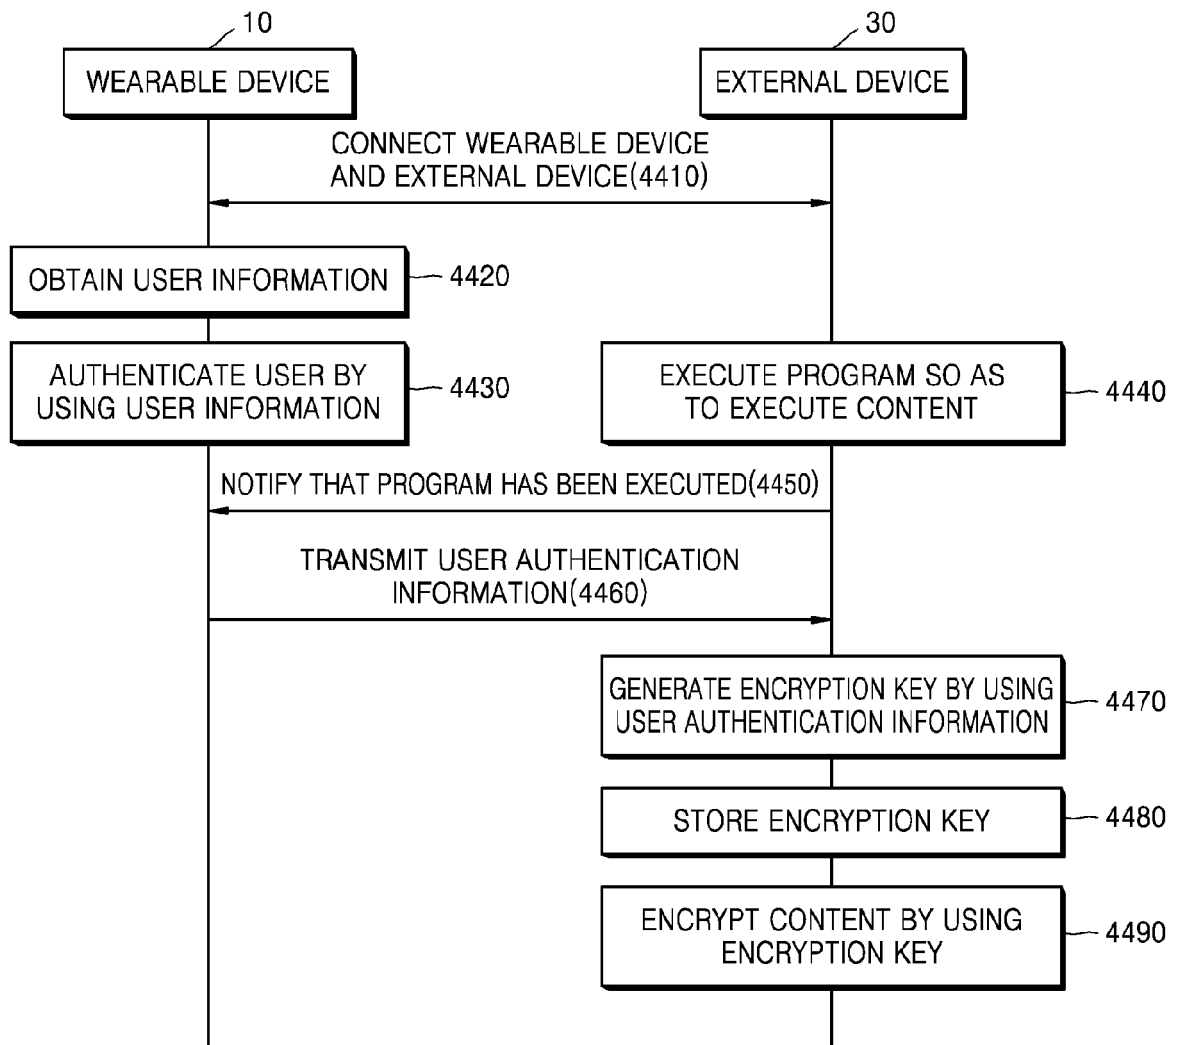 10
30
WEARABLE DEVICE
EXTERNAL DEVICE
CONNECT WEARABLE DEVICE
AND EXTERNAL DEVICE(4410)
OBTAIN USER INFORMATION
4420
AUTHENTICATE USER BY
USING USER INFORMATION
4430
EXECUTE PROGRAM SO AS
TO EXECUTE CONTENT
4440
NOTIFY THAT PROGRAM HAS BEEN EXECUTED(4450)
TRANSMIT USER AUTHENTICATION
INFORMATION(4460)
GENERATE ENCRYPTION KEY BY USING
USER AUTHENTICATION INFORMATION
4470
STORE ENCRYPTION KEY
4480
ENCRYPT CONTENT BY USING
ENCRYPTION KEY
4490